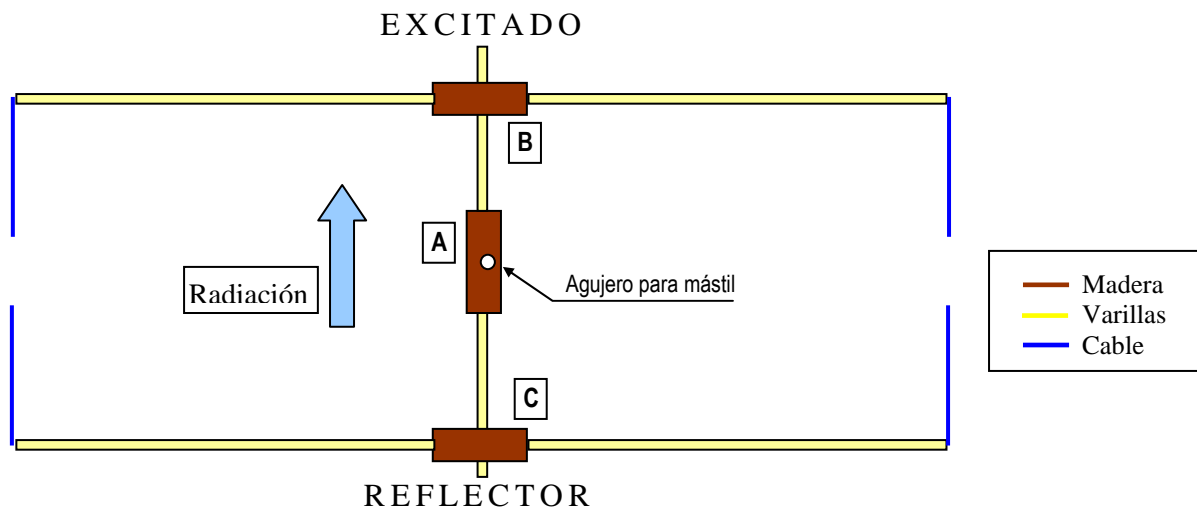 EXCITADO
B
A
Agujero para mástil
Radiación
Madera
Varillas
Cable
C
REFLECTOR